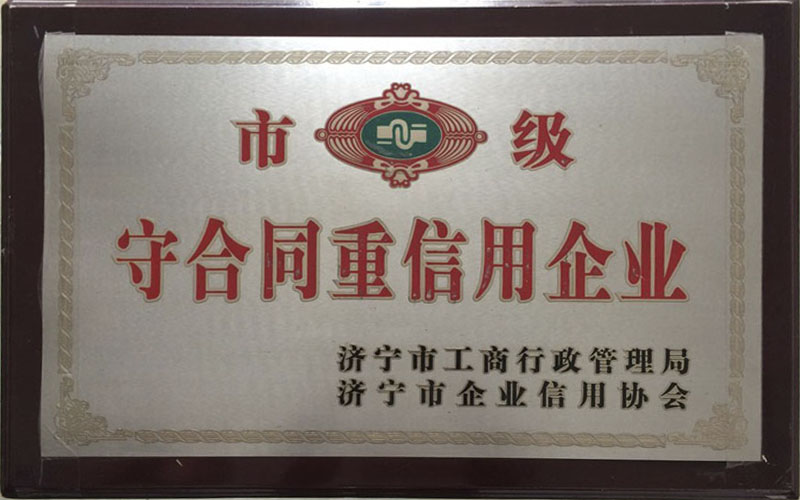 市级
守合同重信用企业
济宁市工商行政管理局
济宁市企业信用协会